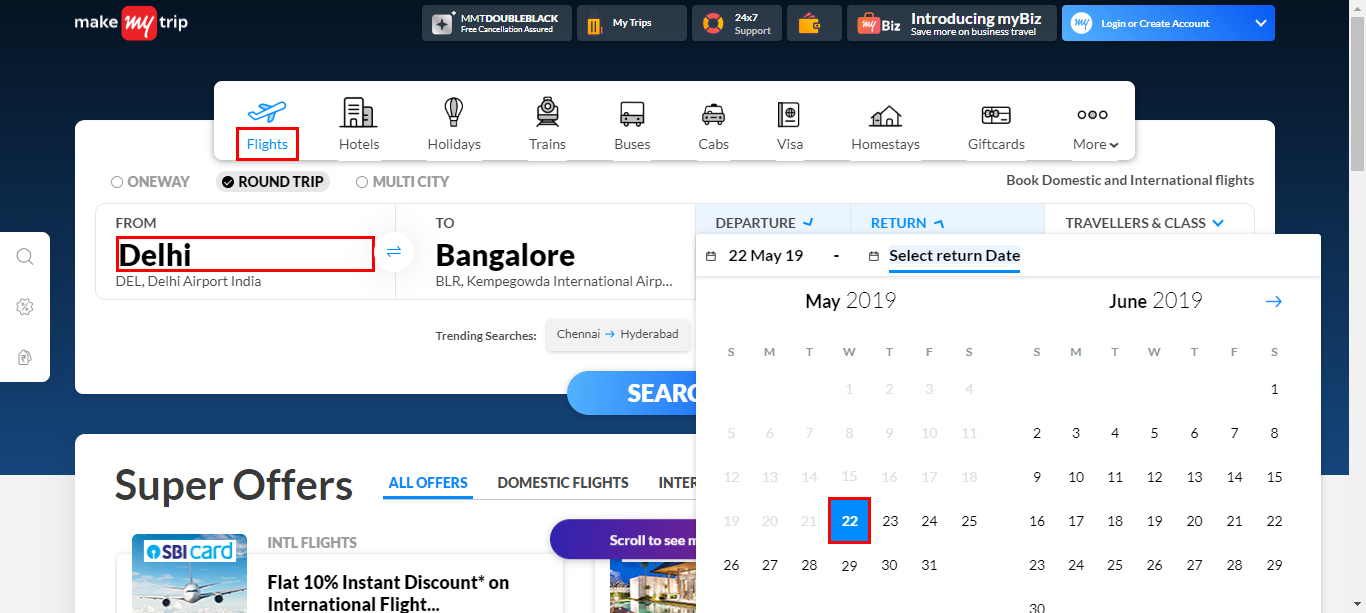 make my trip
MMTDOUBLEBLACK
Free Cancellation Assured
My Trips
24x7
Support
my Biz
Introducing myBiz
Save more on business travel
my
Login or Create Account
Flights
Hotels
Holidays
Trains
Buses
Cabs
Visa
Homestays
Giftcards
More
ONEWAY
ROUND TRIP
MULTI CITY
Book Domestic and International flights
FROM
Delhi
DEL, Delhi Airport India
TO
Bangalore
BLR, Kempegowda International Airp...
DEPARTURE
RETURN
TRAVELLERS & CLASS
22 May 19 - Select return Date
Trending Searches:
Chennai → Hyderabad
SEARC
May 2019
S M T W T F S
1 2 3 4
5 6 7 8 9 10 11
12 13 14 15 16 17 18
19 20 21 22 23 24 25
26 27 28 29 30 31
June 2019
S M T W T F S
1
2 3 4 5 6 7 8
9 10 11 12 13 14 15
16 17 18 19 20 21 22
23 24 25 26 27 28 29
30
Super Offers
ALL OFFERS
DOMESTIC FLIGHTS
INTER
Scroll to see m
SBI card
INTL FLIGHTS
Flat 10% Instant Discount* on
International Flight...